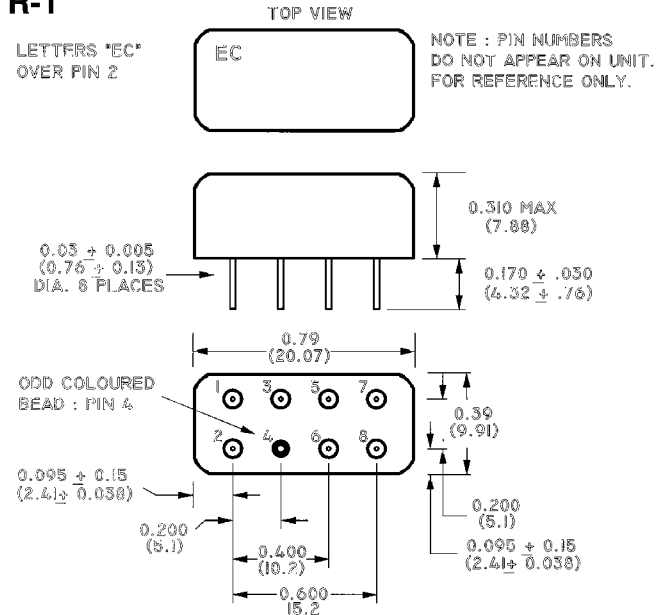 R-1
TOP VIEW
LETTERS "EC"
OVER PIN 2
EC
NOTE : PIN NUMBERS
DO NOT APPEAR ON UNIT.
FOR REFERENCE ONLY.
0.310 MAX
(7.88)
0.03 ± 0.005
(0.76 ± 0.13)
DIA. 8 PLACES
0.170 ± .030
(4.32 ± .76)
0.79
(20.07)
ODD COLOURED
BEAD : PIN 4
1 3 5 7
2 4 6 8
0.39
(9.91)
0.095 ± 0.15
(2.41± 0.038)
0.200
(5.1)
0.200
(5.1)
0.400
(10.2)
0.095 ± 0.15
(2.41± 0.038)
0.600
15.2